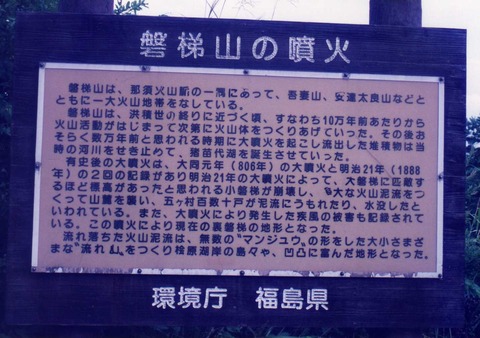 磐梯山の噴火
磐梯山は、那須火山脈の一隅にあって、吾妻山、安達太良山などと
ともに一大火山地帯をなしている。
磐梯山は、洪積世の終りに近づく頃、すなわち10万年前あたりから
火山活動がはじまって次第に火山体をつくりあげていった。その後お
そらく数万年前と思われる時期に大噴火を起こし流出した堆積物は当
時の河川をせき止めて、猪苗代湖を誕生させていった。
有史後の大噴火は、大同元年(806年)の大噴火と明治21年(1888
年)の2回の記録があり明治21年の大噴火によって、大磐梯に匹敵す
るほど標高があったと思われる小磐梯が崩壊し、 大な火山泥流をつ
くって山麓を襲い、五ヶ村百数十戸が泥流にうもれたり、水没したと
いわれている。また、大噴火により発生した疾風の被害も記録されて
いる。この噴火により現在の裏磐梯の地形となった。
流れ落ちた火山泥流は、無数の〝マンジュウ〟の形をした大小さまざ
まな〝流れ山〟をつくり桧原湖岸の島々や、凹凸に富んだ地形となった。
環境庁 福島県